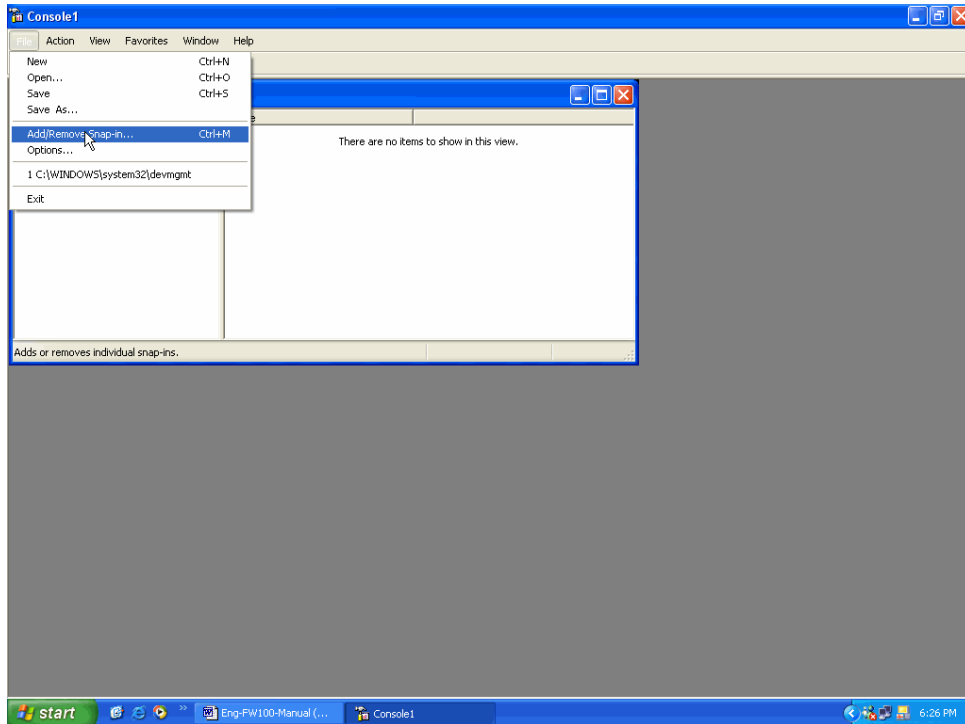 Console1
File Action View Favorites Window Help
New Ctrl+N
Open... Ctrl+O
Save Ctrl+S
Save As...
Add/Remove Snap-in... Ctrl+M
Options...
1 C:\WINDOWS\system32\devmgmt
Exit
There are no items to show in this view.
Adds or removes individual snap-ins.
start
Eng-FW100-Manual (...
Console1
6:26 PM